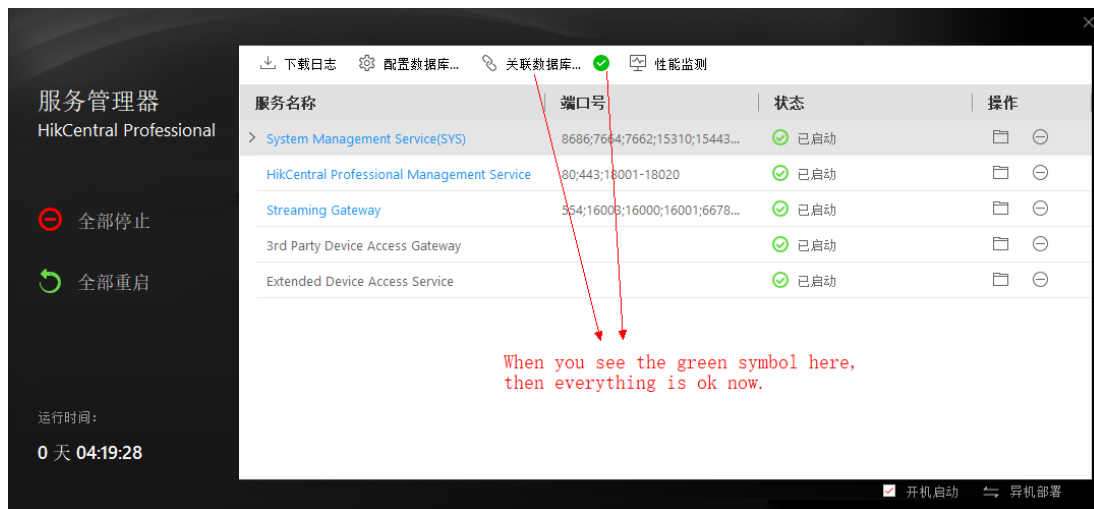 下载日志 配置数据库... 关联数据库... 性能监测
服务管理器
HikCentral Professional
全部停止
全部重启
运行时间:
0 天 04:19:28
服务名称 端口号 状态 操作
System Management Service(SYS) 8686;7664;7662;15310;15443... 已启动
HikCentral Professional Management Service 80;443;18001-18020 已启动
Streaming Gateway 554;16003;16000;16001;6678... 已启动
3rd Party Device Access Gateway 已启动
Extended Device Access Service 已启动
When you see the green symbol here,
then everything is ok now.
开机启动 异机部署